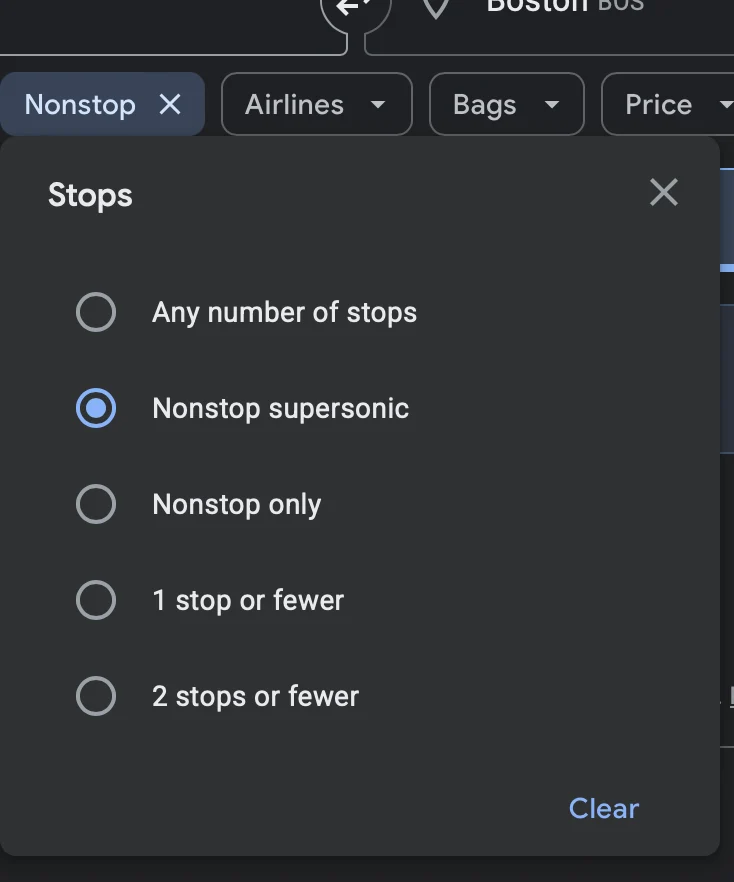 Boston BOS
Nonstop Airlines Bags Price
Stops
Any number of stops
Nonstop supersonic
Nonstop only
1 stop or fewer
2 stops or fewer
Clear